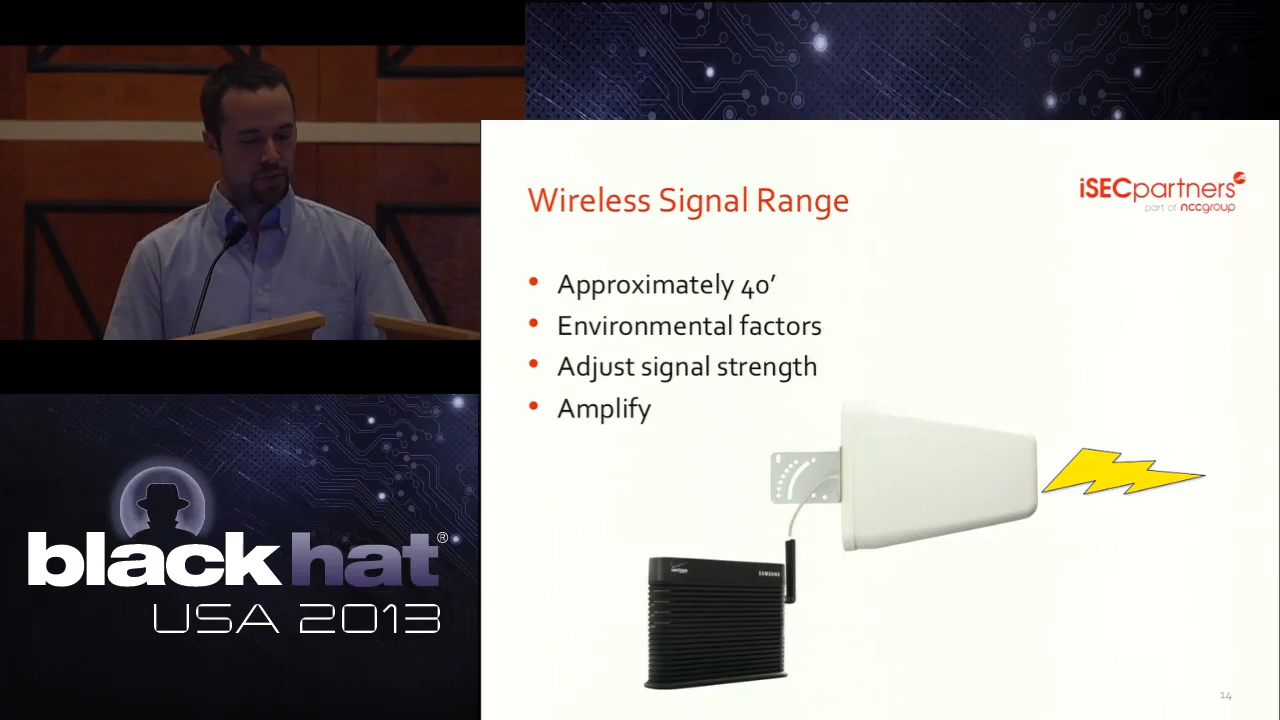 Wireless Signal Range
iSECpartners
part of nccgroup
• Approximately 40′
• Environmental factors
• Adjust signal strength
• Amplify
verizon
SAMSUNG
black hat®
USA 2013
14